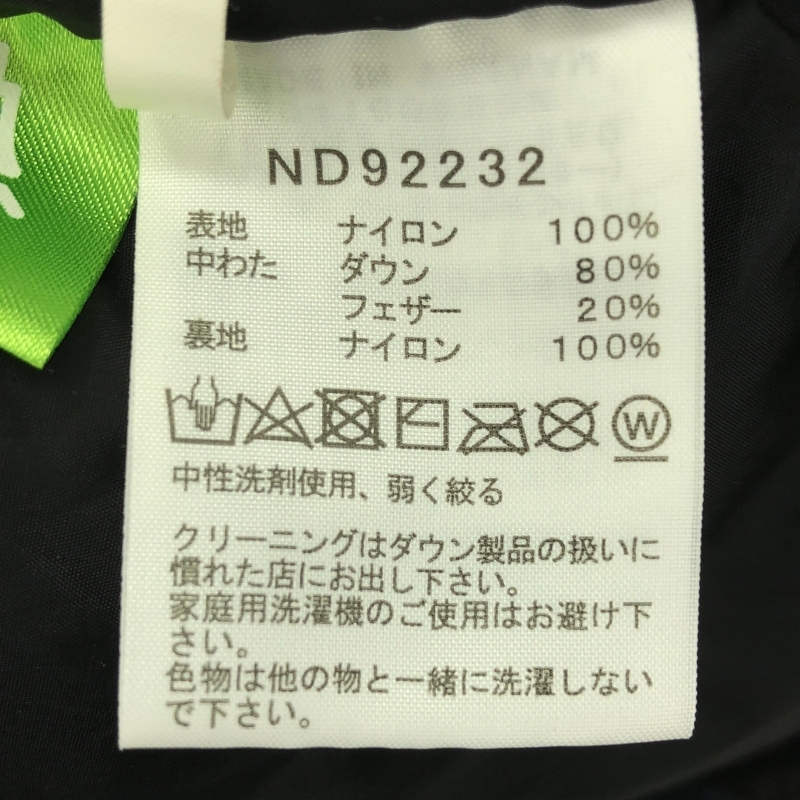 ND92232
表地 ナイロン 100%
中わた ダウン 80%
フェザー 20%
裏地 ナイロン 100%
W
中性洗剤使用、弱く絞る
クリーニングはダウン製品の扱いに
慣れた店にお出し下さい。
家庭用洗濯機のご使用はお避け下
さい。
色物は他の物と一緒に洗濯しない
で下さい。